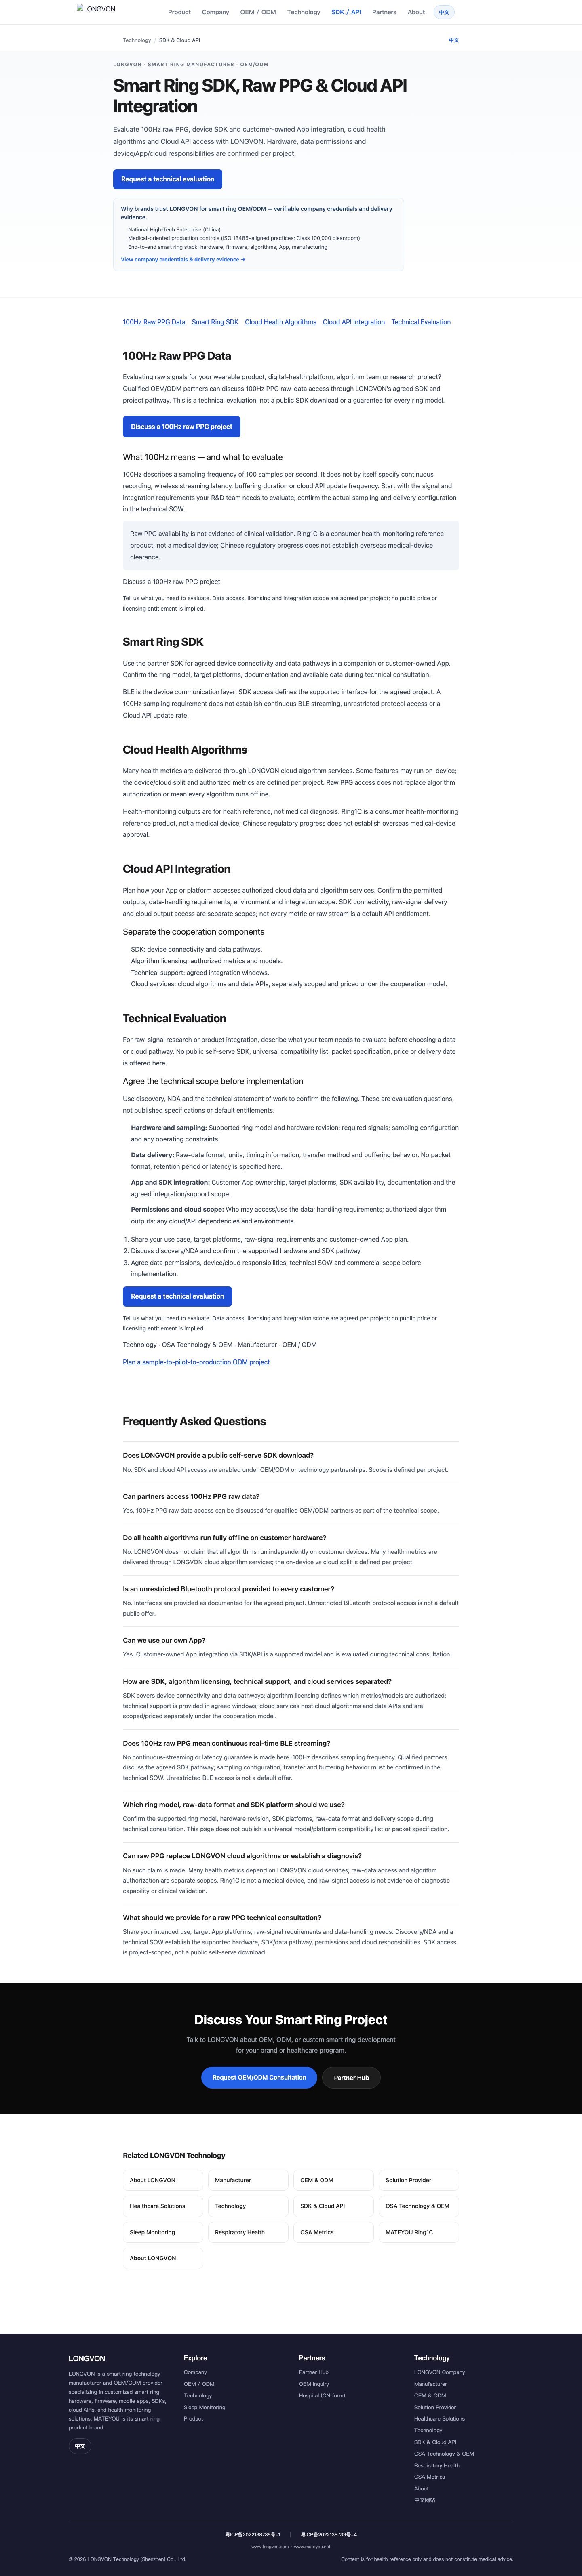 LONGVON
Product Company OEM / ODM Technology SDK / API Partners About 中文
Technology / SDK & Cloud API 中文
LONGVON · SMART RING MANUFACTURER · OEM/ODM
Smart Ring SDK, Raw PPG & Cloud API
Integration
Evaluate 100Hz raw PPG, device SDK and customer-owned App integration, cloud health
algorithms and Cloud API access with LONGVON. Hardware, data permissions and
device/App/cloud responsibilities are confirmed per project.
Request a technical evaluation
Why brands trust LONGVON for smart ring OEM/ODM — verifiable company credentials and delivery
evidence.
National High-Tech Enterprise (China)
Medical-oriented production controls (ISO 13485-aligned practices; Class 100,000 cleanroom)
End-to-end smart ring stack: hardware, firmware, algorithms, App, manufacturing
View company credentials & delivery evidence →
100Hz Raw PPG Data Smart Ring SDK Cloud Health Algorithms Cloud API Integration Technical Evaluation
100Hz Raw PPG Data
Evaluating raw signals for your wearable product, digital-health platform, algorithm team or research project?
Qualified OEM/ODM partners can discuss 100Hz PPG raw-data access through LONGVON's agreed SDK and
project pathway. This is a technical evaluation, not a public SDK download or a guarantee for every ring model.
Discuss a 100Hz raw PPG project
What 100Hz means — and what to evaluate
100Hz describes a sampling frequency of 100 samples per second. It does not by itself specify continuous
recording, wireless streaming latency, buffering duration or cloud API update frequency. Start with the signal and
integration requirements your R&D team needs to evaluate; confirm the actual sampling and delivery configuration
in the technical SOW.
Raw PPG availability is not evidence of clinical validation. Ring1C is a consumer health-monitoring reference
product, not a medical device; Chinese regulatory progress does not establish overseas medical-device
clearance.
Discuss a 100Hz raw PPG project
Tell us what you need to evaluate. Data access, licensing and integration scope are agreed per project; no public price or
licensing entitlement is implied.
Smart Ring SDK
Use the partner SDK for agreed device connectivity and data pathways in a companion or customer-owned App.
Confirm the ring model, target platforms, documentation and available data during technical consultation.
BLE is the device communication layer; SDK access defines the supported interface for the agreed project. A
100Hz sampling requirement does not establish continuous BLE streaming, unrestricted protocol access or a
Cloud API update rate.
Cloud Health Algorithms
Many health metrics are delivered through LONGVON cloud algorithm services. Some features may run on-device;
the device/cloud split and authorized metrics are defined per project. Raw PPG access does not replace algorithm
authorization or mean every algorithm runs offline.
Health-monitoring outputs are for health reference, not medical diagnosis. Ring1C is a consumer health-monitoring
reference product, not a medical device; Chinese regulatory progress does not establish overseas medical-device
approval.
Cloud API Integration
Plan how your App or platform accesses authorized cloud data and algorithm services. Confirm the permitted
outputs, data-handling requirements, environment and integration scope. SDK connectivity, raw-signal delivery
and cloud output access are separate scopes; not every metric or raw stream is a default API entitlement.
Separate the cooperation components
SDK: device connectivity and data pathways.
Algorithm licensing: authorized metrics and models.
Technical support: agreed integration windows.
Cloud services: cloud algorithms and data APIs, separately scoped and priced under the cooperation model.
Technical Evaluation
For raw-signal research or product integration, describe what your team needs to evaluate before choosing a data
or cloud pathway. No public self-serve SDK, universal compatibility list, packet specification, price or delivery date
is offered here.
Agree the technical scope before implementation
Use discovery, NDA and the technical statement of work to confirm the following. These are evaluation questions,
not published specifications or default entitlements.
Hardware and sampling: Supported ring model and hardware revision; required signals; sampling configuration
and any operating constraints.
Data delivery: Raw-data format, units, timing information, transfer method and buffering behavior. No packet
format, retention period or latency is specified here.
App and SDK integration: Customer App ownership, target platforms, SDK availability, documentation and the
agreed integration/support scope.
Permissions and cloud scope: Who may access/use the data; handling requirements; authorized algorithm
outputs; any cloud/API dependencies and environments.
1. Share your use case, target platforms, raw-signal requirements and customer-owned App plan.
2. Discuss discovery/NDA and confirm the supported hardware and SDK pathway.
3. Agree data permissions, device/cloud responsibilities, technical SOW and commercial scope before
implementation.
Request a technical evaluation
Tell us what you need to evaluate. Data access, licensing and integration scope are agreed per project; no public price or
licensing entitlement is implied.
Technology · OSA Technology & OEM · Manufacturer · OEM / ODM
Plan a sample-to-pilot-to-production ODM project
Frequently Asked Questions
Does LONGVON provide a public self-serve SDK download?
No. SDK and cloud API access are enabled under OEM/ODM or technology partnerships. Scope is defined per project.
Can partners access 100Hz PPG raw data?
Yes, 100Hz PPG raw data access can be discussed for qualified OEM/ODM partners as part of the technical scope.
Do all health algorithms run fully offline on customer hardware?
No. LONGVON does not claim that all algorithms run independently on customer devices. Many health metrics are
delivered through LONGVON cloud algorithm services; the on-device vs cloud split is defined per project.
Is an unrestricted Bluetooth protocol provided to every customer?
No. Interfaces are provided as documented for the agreed project. Unrestricted Bluetooth protocol access is not a default
public offer.
Can we use our own App?
Yes. Customer-owned App integration via SDK/API is a supported model and is evaluated during technical consultation.
How are SDK, algorithm licensing, technical support, and cloud services separated?
SDK covers device connectivity and data pathways; algorithm licensing defines which metrics/models are authorized;
technical support is provided in agreed windows; cloud services host cloud algorithms and data APIs and are
scoped/priced separately under the cooperation model.
Does 100Hz raw PPG mean continuous real-time BLE streaming?
No continuous-streaming or latency guarantee is made here. 100Hz describes sampling frequency. Qualified partners
discuss the agreed SDK pathway; sampling configuration, transfer and buffering behavior must be confirmed in the
technical SOW. Unrestricted BLE access is not a default offer.
Which ring model, raw-data format and SDK platform should we use?
Confirm the supported ring model, hardware revision, SDK platforms, raw-data format and delivery scope during
technical consultation. This page does not publish a universal model/platform compatibility list or packet specification.
Can raw PPG replace LONGVON cloud algorithms or establish a diagnosis?
No such claim is made. Many health metrics depend on LONGVON cloud services; raw-data access and algorithm
authorization are separate scopes. Ring1C is not a medical device, and raw-signal access is not evidence of diagnostic
capability or clinical validation.
What should we provide for a raw PPG technical consultation?
Share your intended use, target App platforms, raw-signal requirements and data-handling needs. Discovery/NDA and a
technical SOW establish the supported hardware, SDK/data pathway, permissions and cloud responsibilities. SDK access
is project-scoped, not a public self-serve download.
Discuss Your Smart Ring Project
Talk to LONGVON about OEM, ODM, or custom smart ring development
for your brand or healthcare program.
Request OEM/ODM Consultation Partner Hub
Related LONGVON Technology
About LONGVON Manufacturer OEM & ODM Solution Provider
Healthcare Solutions Technology SDK & Cloud API OSA Technology & OEM
Sleep Monitoring Respiratory Health OSA Metrics MATEYOU Ring1C
About LONGVON
LONGVON
LONGVON is a smart ring technology
manufacturer and OEM/ODM provider
specializing in customized smart ring
hardware, firmware, mobile apps, SDKs,
cloud APIs, and health monitoring
solutions. MATEYOU is its smart ring
product brand.
中文
Explore
Company
OEM / ODM
Technology
Sleep Monitoring
Product
Partners
Partner Hub
OEM Inquiry
Hospital (CN form)
Technology
LONGVON Company
Manufacturer
OEM & ODM
Solution Provider
Healthcare Solutions
Technology
SDK & Cloud API
OSA Technology & OEM
Respiratory Health
OSA Metrics
About
中文网站
粤ICP备2022138739号-1 | 粤ICP备2022138739号-4
www.longvon.com · www.mateyou.net
© 2026 LONGVON Technology (Shenzhen) Co., Ltd. Content is for health reference only and does not constitute medical advice.